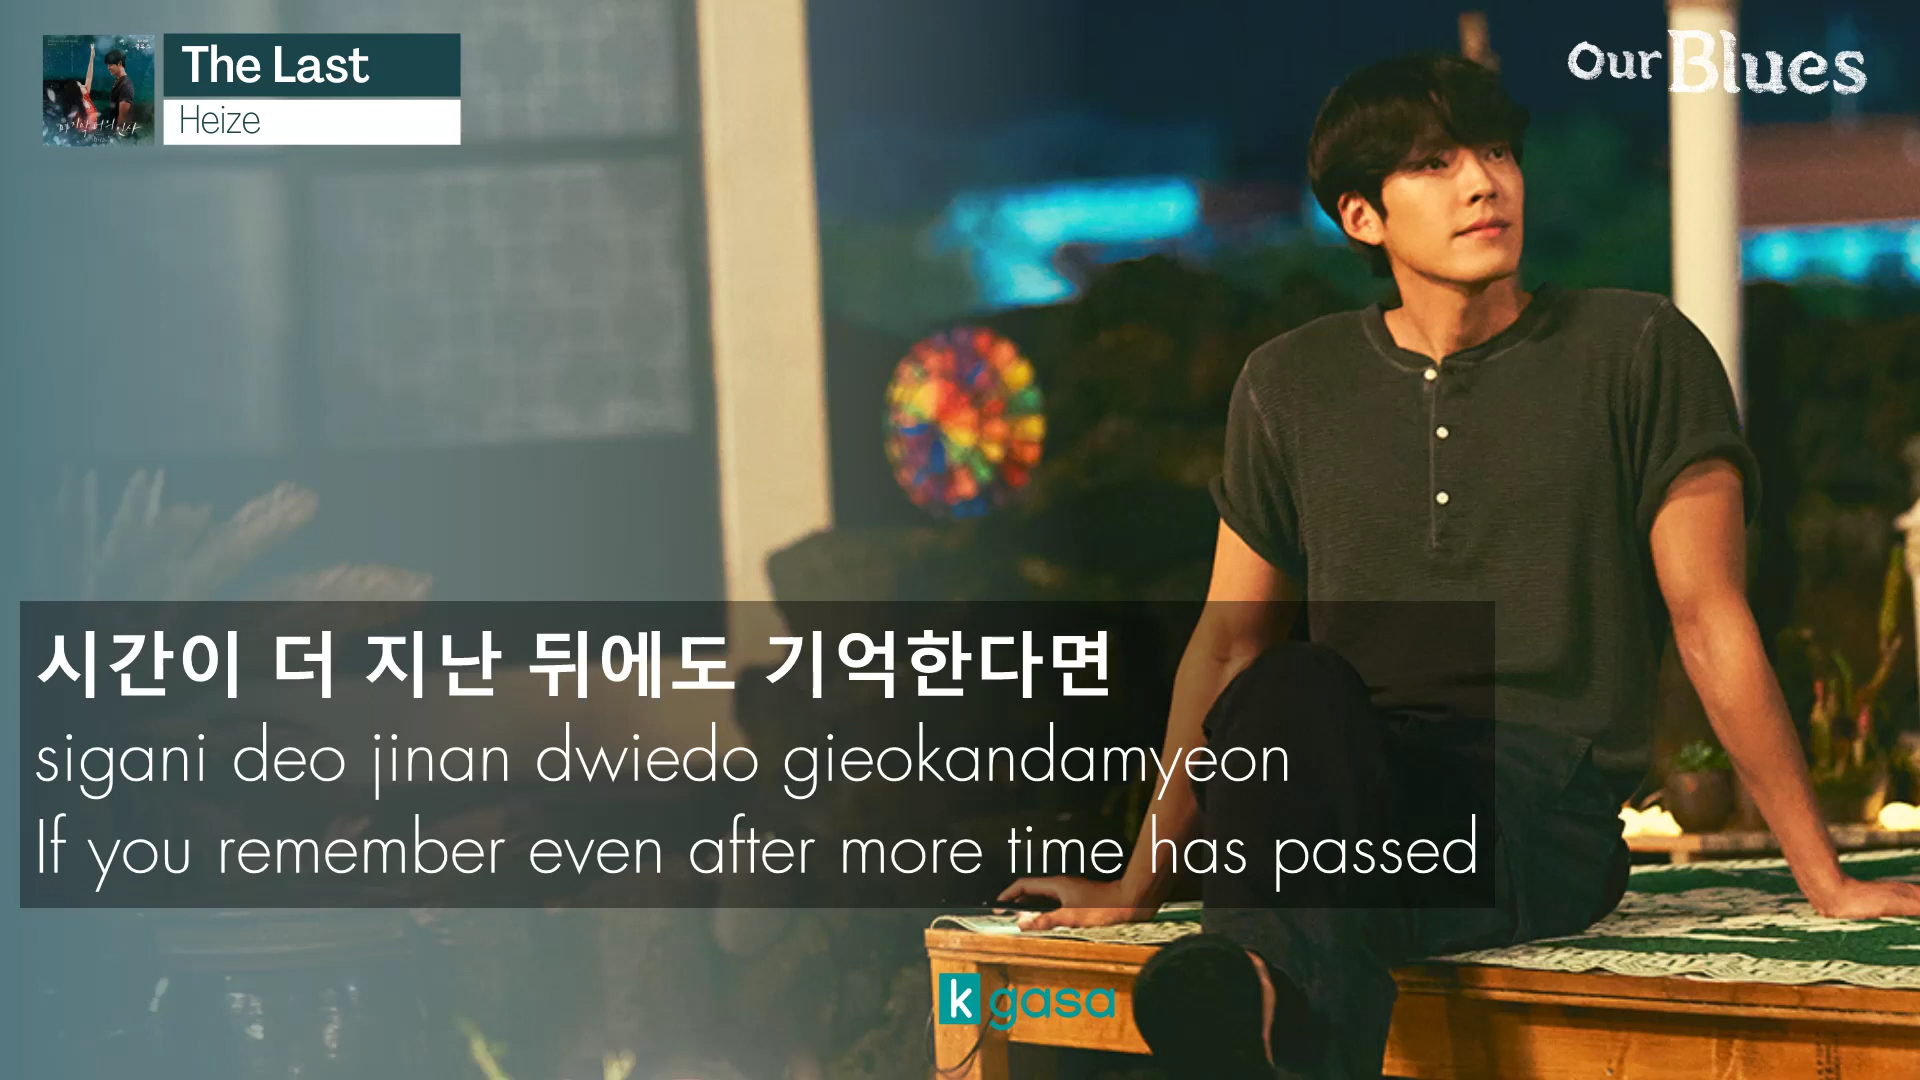 The Last
Heize
Our Blues
시간이 더 지난 뒤에도 기억한다면
sigani deo jinan dwiedo gieokandamyeon
If you remember even after more time has passed
k gasa